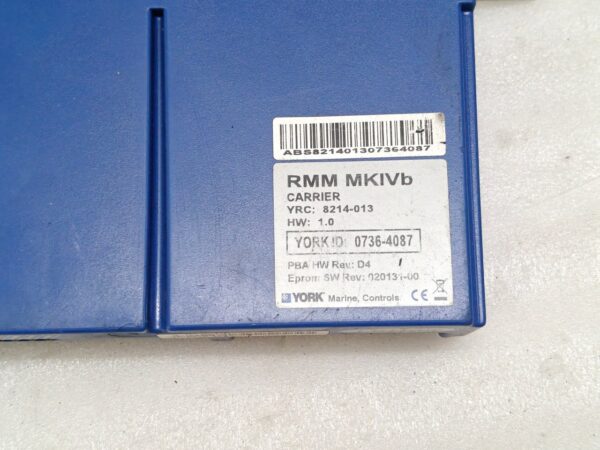 ABS821401307364087
RMM MKIVb
CARRIER
YRC: 8214-013
HW: 1.0
YORK ID: 0736-4087
PBA HW Rev: D4
Eprom SW Rev: 020131-00
YORK Marine, Controls CE